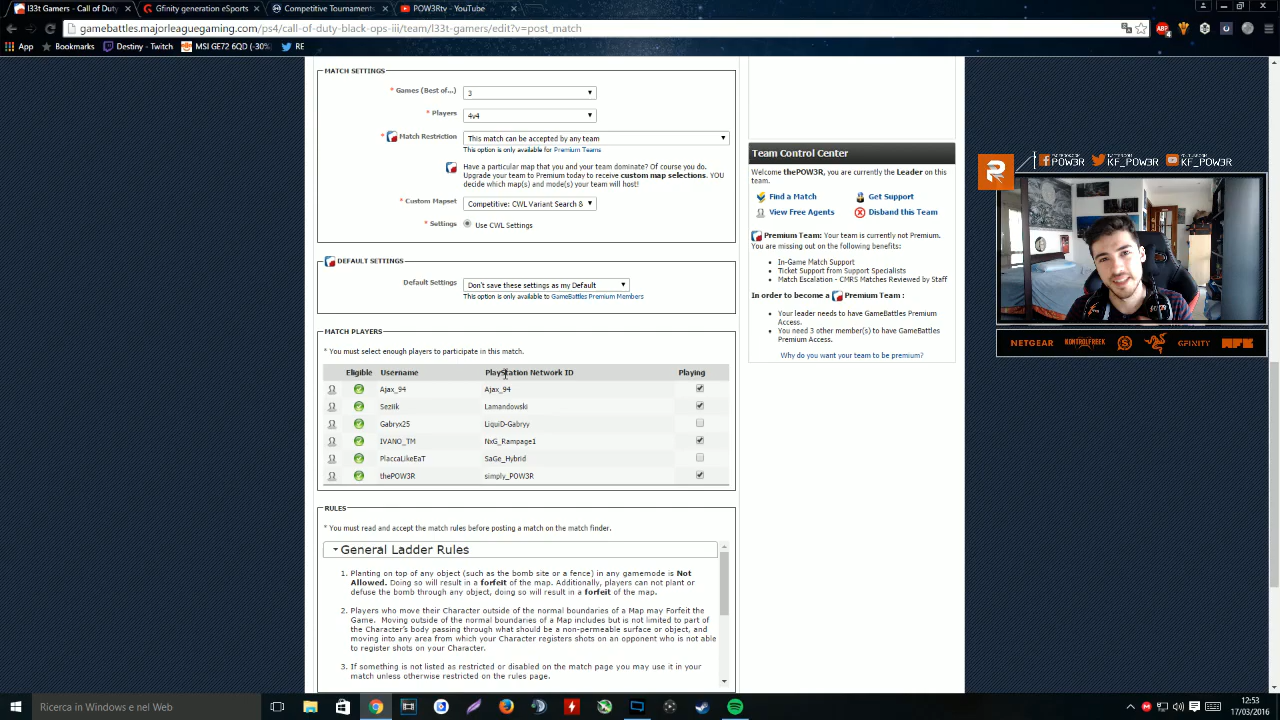 l33t Gamers - Call of Duty
Gfinity generation eSports
Competitive Tournament
POW3Rtv - YouTube
gamebattles.majorleaguegaming.com/ps4/call-of-duty-black-ops-iii/team/l33t-gamers/edit?v=post_match
App
Bookmarks
Destiny - Twitch
MSI GE72 6QD (-30%)
RE
MATCH SETTINGS
* Games (Best of...)
3
* Players
4v4
* Match Restriction
This match can be accepted by any team
This option is only available for Premium Teams
Have a particular map that you and your team dominate? Of course you do.
Upgrade your team to Premium today to receive custom map selections. YOU
decide which map(s) and mode(s) your team will host!
* Custom Mapset
Competitive: CWL Variant Search &
* Settings
Use CWL Settings
DEFAULT SETTINGS
Default Settings
Don't save these settings as my Default
This option is only available to GameBattles Premium Members
MATCH PLAYERS
* You must select enough players to participate in this match.
Eligible Username PlayStation Network ID Playing
Ajax_94 Ajax_94
Seziik Lamandowski
Gabryx25 LiquiD-Gabryy
IVANO_TM NxG_Rampage1
PlaccaLikeEaT SaGe_Hybrid
thePOW3R simply_POW3R
RULES
* You must read and accept the match rules before posting a match on the match finder.
General Ladder Rules
1. Planting on top of any object (such as the bomb site or a fence) in any gamemode is Not
Allowed. Doing so will result in a forfeit of the map. Additionally, players can not plant or
defuse the bomb through any object, doing so will result in a forfeit of the map.
2. Players who move their Character outside of the normal boundaries of a Map may Forfeit the
Game. Moving outside of the normal boundaries of a Map includes but is not limited to part of
the Character's body passing through what should be a non-permeable surface or object, and
moving into any area from which your Character registers shots on an opponent who is not able
to register shots on your Character.
3. If something is not listed as restricted or disabled on the match page you may use it in your
match unless otherwise restricted on the rules page.
Team Control Center
Welcome thePOW3R, you are currently the Leader on this
team.
Find a Match
Get Support
View Free Agents
Disband this Team
Premium Team: Your team is currently not Premium.
You are missing out on the following benefits:
In-Game Match Support
Ticket Support from Support Specialists
Match Escalation - CMRS Matches Reviewed by Staff
In order to become a Premium Team :
Your leader needs to have GameBattles Premium
Access.
You need 3 other member(s) to have GameBattles
Premium Access.
Why do you want your team to be premium?
POW3R
KF_POW3R
KF_POW3R
NETGEAR
KONTROLFREEK
GFINITY
Ricerca in Windows e nel Web
12:53
17/03/2016